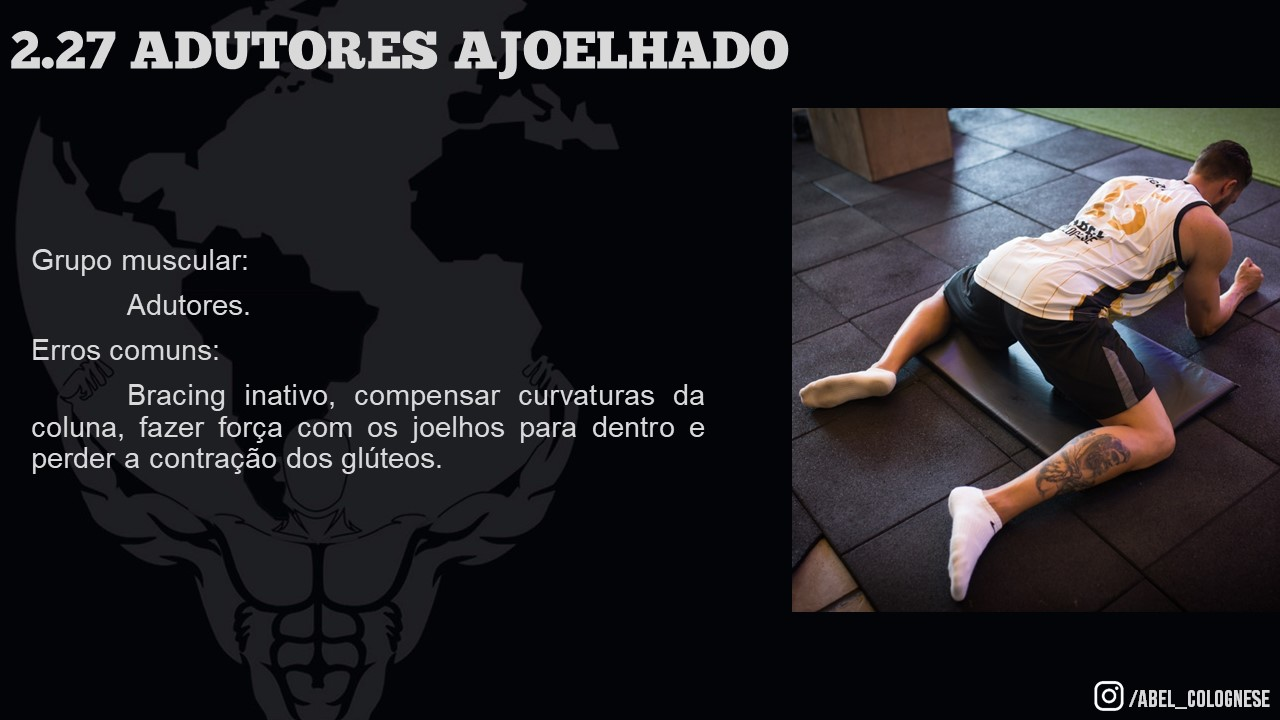 2.27 ADUTORES AJOELHADO
Grupo muscular:
Adutores.
Erros comuns:
Bracing inativo, compensar curvaturas da
coluna, fazer força com os joelhos para dentro e
perder a contração dos glúteos.
/ABEL_COLOGNESE